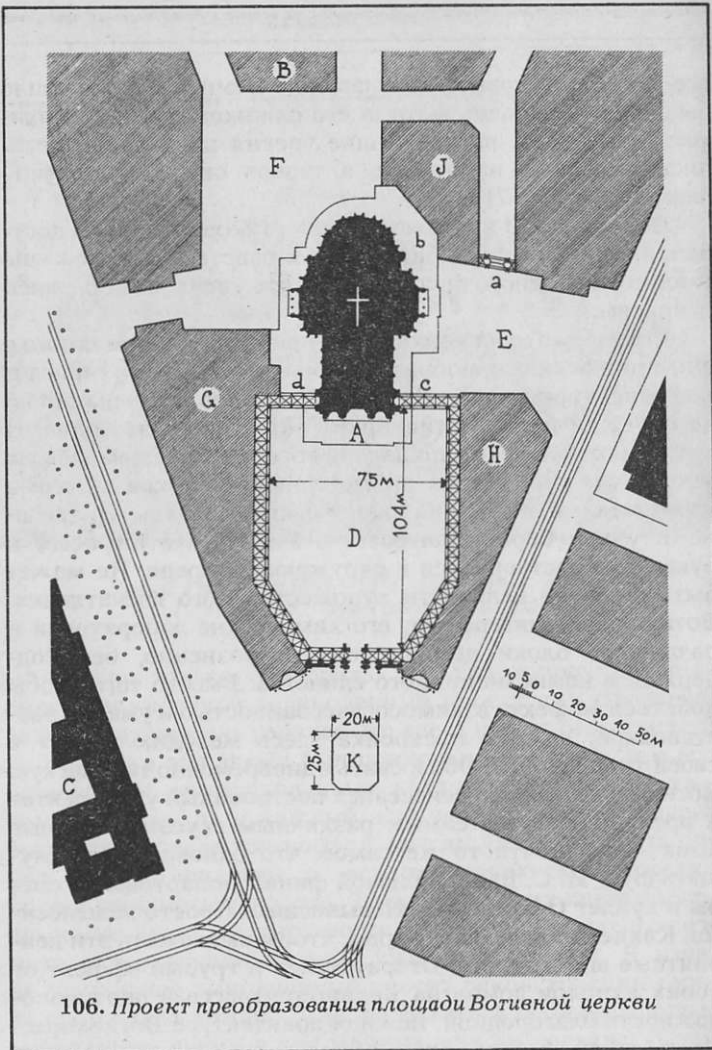 B
F
J
b
a
E
G
d
c
A
H
75м
104м
D
10 5 0 10 20 30 40 50м
20м
25м
K
C
106. Проект преобразования площади Вотивной церкви